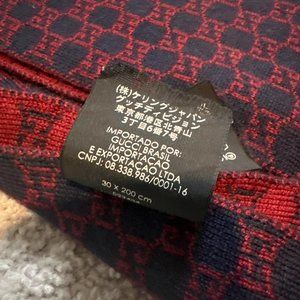 (株)ケリングジャパン
グッチディビジョン
東京都港区北青山
3丁目6番7号
IMPORTADO POR:
GUCCI BRASIL
IMPORTACAO
E EXPORTACAO LTDA
CNPJ: 08.338.986/0001-16
30 x 200 cm